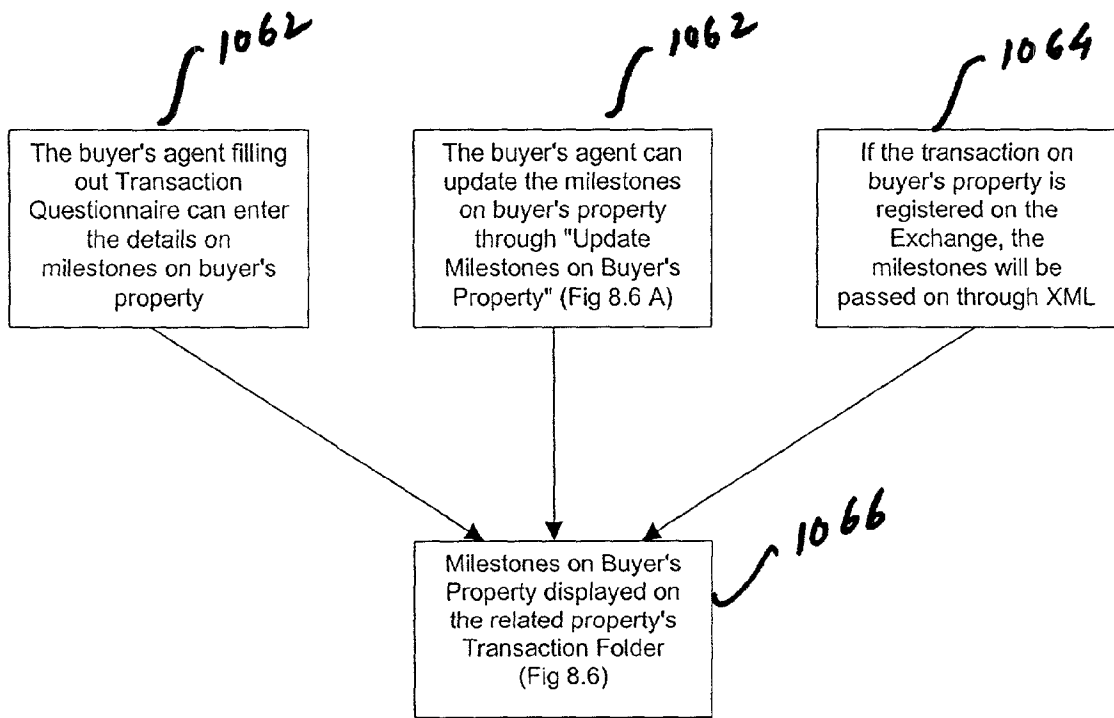 1062
1062
1064
The buyer's agent filling
out Transaction
Questionnaire can enter
the details on
milestones on buyer's
property
The buyer's agent can
update the milestones
on buyer's property
through "Update
Milestones on Buyer's
Property" (Fig 8.6 A)
If the transaction on
buyer's property is
registered on the
Exchange, the
milestones will be
passed on through XML
1066
Milestones on Buyer's
Property displayed on
the related property's
Transaction Folder
(Fig 8.6)